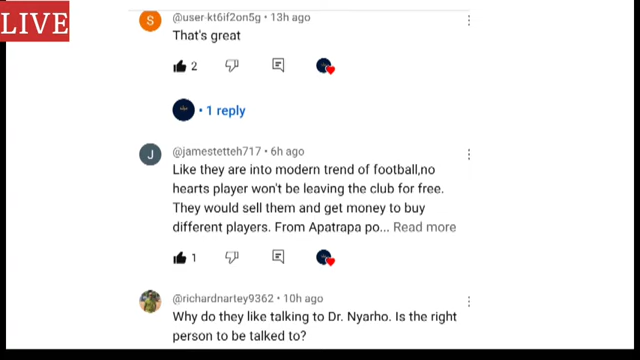 LIVE
S
@user-kt6if2on5g • 13h ago
That's great
2
• 1 reply
J
@jamestetteh717 • 6h ago
Like they are into modern trend of football,no
hearts player won't be leaving the club for free.
They would sell them and get money to buy
different players. From Apatrapa po... Read more
1
@richardnartey9362 • 10h ago
Why do they like talking to Dr. Nyarho. Is the right
person to be talked to?